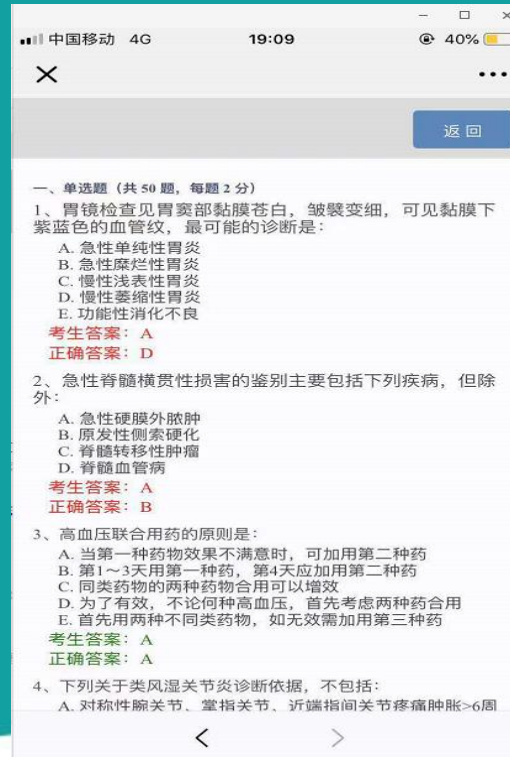 中国移动 4G 19:09 40%
返 回
一、单选题（共 50 题，每题 2 分）
1、胃镜检查见胃窦部黏膜苍白，皱襞变细，可见黏膜下
紫蓝色的血管纹，最可能的诊断是：
A. 急性单纯性胃炎
B. 急性糜烂性胃炎
C. 慢性浅表性胃炎
D. 慢性萎缩性胃炎
E. 功能性消化不良
考生答案： A
正确答案： D
2、急性脊髓横贯性损害的鉴别主要包括下列疾病，但除
外：
A. 急性硬膜外脓肿
B. 原发性侧索硬化
C. 脊髓转移性肿瘤
D. 脊髓血管病
考生答案： A
正确答案： B
3、高血压联合用药的原则是：
A. 当第一种药物效果不满意时，可加用第二种药
B. 第1～3天用第一种药，第4天应加用第二种药
C. 同类药物的两种药物合用可以增效
D. 为了有效，不论何种高血压，首先考虑两种药合用
E. 首先用两种不同类药物，如无效需加用第三种药
考生答案： A
正确答案： A
4、下列关于类风湿关节炎诊断依据，不包括：
A. 对称性腕关节、掌指关节、近端指间关节疼痛肿胀>6周